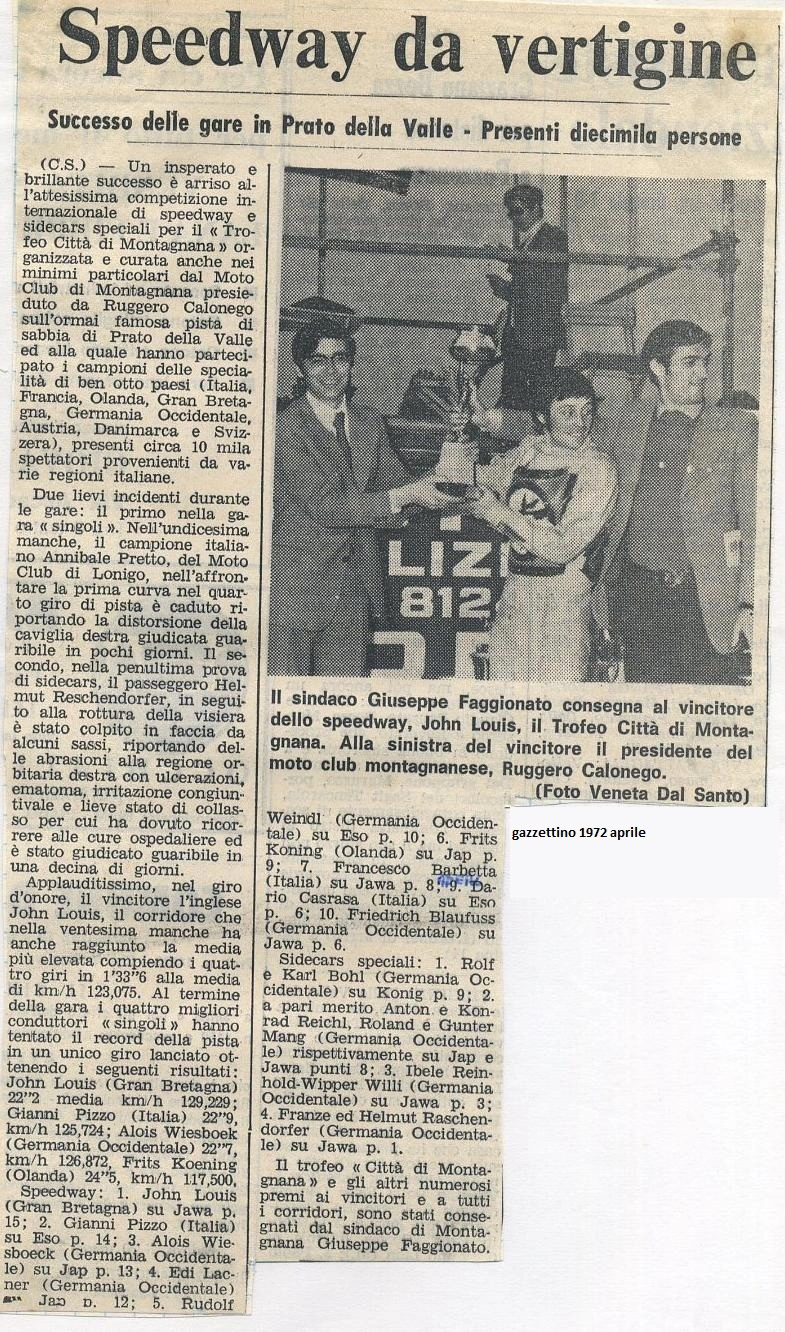 Speedway da vertigine
Successo delle gare in Prato della Valle - Presenti diecimila persone
(C.S.) — Un insperato e
brillante successo è arriso al-
l'attesissima competizione in-
ternazionale di speedway e
sidecars speciali per il « Tro-
feo Città di Montagnana » or-
ganizzata e curata anche nei
minimi particolari dal Moto
Club di Montagnana presie-
duto da Ruggero Calonego
sull'ormai famosa pista di
sabbia di Prato della Valle
ed alla quale hanno parteci-
pato i campioni delle specia-
lità di ben otto paesi (Italia,
Francia, Olanda, Gran Breta-
gna, Germania Occidentale,
Austria, Danimarca e Sviz-
zera), presenti circa 10 mila
spettatori provenienti da va-
rie regioni italiane.
Due lievi incidenti durante
le gare: il primo nella ga-
ra « singoli ». Nell'undicesima
manche, il campione italia-
no Annibale Pretto, del Moto
Club di Lonigo, nell'affron-
tare la prima curva nel quar-
to giro di pista è caduto ri-
portando la distorsione della
caviglia destra giudicata gua-
ribile in pochi giorni. Il se-
condo, nella penultima prova
di sidecars, il passeggero Hel-
mut Reschendorfer, in segui-
to alla rottura della visiera
è stato colpito in faccia da
alcuni sassi, riportando del-
le abrasioni alla regione or-
bitaria destra con ulcerazioni,
ematoma, irritazione congiun-
tivale e lieve stato di collas-
so per cui ha dovuto ricor-
rere alle cure ospedaliere ed
è stato giudicato guaribile in
una decina di giorni.
Applauditissimo, nel giro
d'onore, il vincitore l'inglese
John Louis, il corridore che
nella ventesima manche ha
anche raggiunto la media
più elevata compiendo i quat-
tro giri in 1'33"6 alla media
di km/h 123,075. Al termine
della gara i quattro migliori
conduttori « singoli » hanno
tentato il record della pista
in un unico giro lanciato ot-
tenendo i seguenti risultati:
John Louis (Gran Bretagna)
22"2 media km/h 129,229;
Gianni Pizzo (Italia) 22"9,
km/h 125,724; Alois Wiesboek
(Germania Occidentale) 22"7,
km/h 126,872, Frits Koening
(Olanda) 24"5, km/h 117,500.
Speedway: 1. John Louis
(Gran Bretagna) su Jawa p.
15; 2. Gianni Pizzo (Italia)
su Eso p. 14; 3. Alois Wie-
sboeck (Germania Occidenta-
le) su Jap p. 13; 4. Edi Lac-
ner (Germania Occidentale)
su Jap p. 12; 5. Rudolf
LIZI
812
Il sindaco Giuseppe Faggionato consegna al vincitore
dello speedway, John Louis, il Trofeo Città di Monta-
gnana. Alla sinistra del vincitore il presidente del
moto club montagnanese, Ruggero Calonego.
(Foto Veneta Dal Santo)
Weindl (Germania Occiden-
tale) su Eso p. 10; 6. Frits
Koning (Olanda) su Jap p.
9; 7. Francesco Barbetta
(Italia) su Jawa p. 8; 9. Da-
rio Casrasa (Italia) su Eso
p. 6; 10. Friedrich Blaufuss
(Germania Occidentale) su
Jawa p. 6.
Sidecars speciali: 1. Rolf
e Karl Bohl (Germania Oc-
cidentale) su Konig p. 9; 2.
a pari merito Anton e Kon-
rad Reichl, Roland e Gunter
Mang (Germania Occidenta-
le) rispettivamente su Jap e
Jawa punti 8; 3. Ibele Rein-
hold-Wipper Willi (Germania
Occidentale) su Jawa p. 3;
4. Franze ed Helmut Raschen-
dorfer (Germania Occidenta-
le) su Jawa p. 1.
Il trofeo « Città di Monta-
gnana » e gli altri numerosi
premi ai vincitori e a tutti
i corridori, sono stati conse-
gnati dal sindaco di Monta-
gnana Giuseppe Faggionato.
gazzettino 1972 aprile